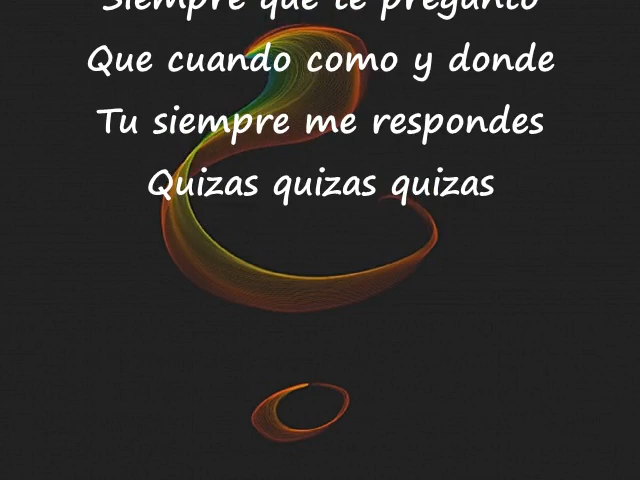 Siempre que te pregunto
Que cuando como y donde
Tu siempre me respondes
Quizas quizas quizas